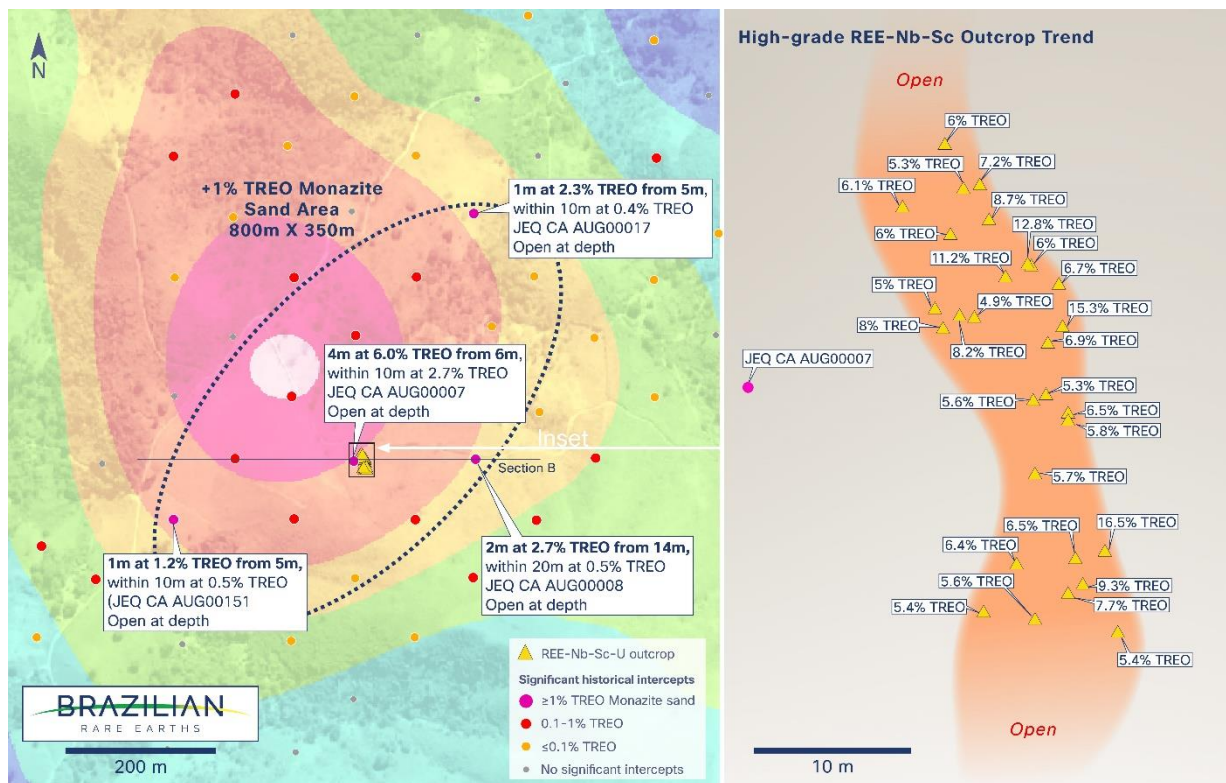 N
+1% TREO Monazite
Sand Area
800m X 350m
1m at 2.3% TREO from 5m,
within 10m at 0.4% TREO
JEQ CA AUG00017
Open at depth
4m at 6.0% TREO from 6m,
within 10m at 2.7% TREO
JEQ CA AUG00007
Open at depth
Inset
Section B
1m at 1.2% TREO from 5m,
within 10m at 0.5% TREO
(JEQ CA AUG00151
Open at depth
2m at 2.7% TREO from 14m,
within 20m at 0.5% TREO
JEQ CA AUG00008
Open at depth
REE-Nb-Sc-U outcrop
Significant historical intercepts
≥1% TREO Monazite sand
0.1-1% TREO
≤0.1% TREO
No significant intercepts
BRAZILIAN
RARE EARTHS
200 m
High-grade REE-Nb-Sc Outcrop Trend
Open
6% TREO
5.3% TREO
7.2% TREO
6.1% TREO
8.7% TREO
12.8% TREO
6% TREO
6% TREO
11.2% TREO
6.7% TREO
5% TREO
4.9% TREO
15.3% TREO
8% TREO
8.2% TREO
6.9% TREO
JEQ CA AUG00007
5.3% TREO
5.6% TREO
6.5% TREO
5.8% TREO
5.7% TREO
6.5% TREO
16.5% TREO
6.4% TREO
5.6% TREO
9.3% TREO
5.4% TREO
7.7% TREO
5.4% TREO
Open
10 m